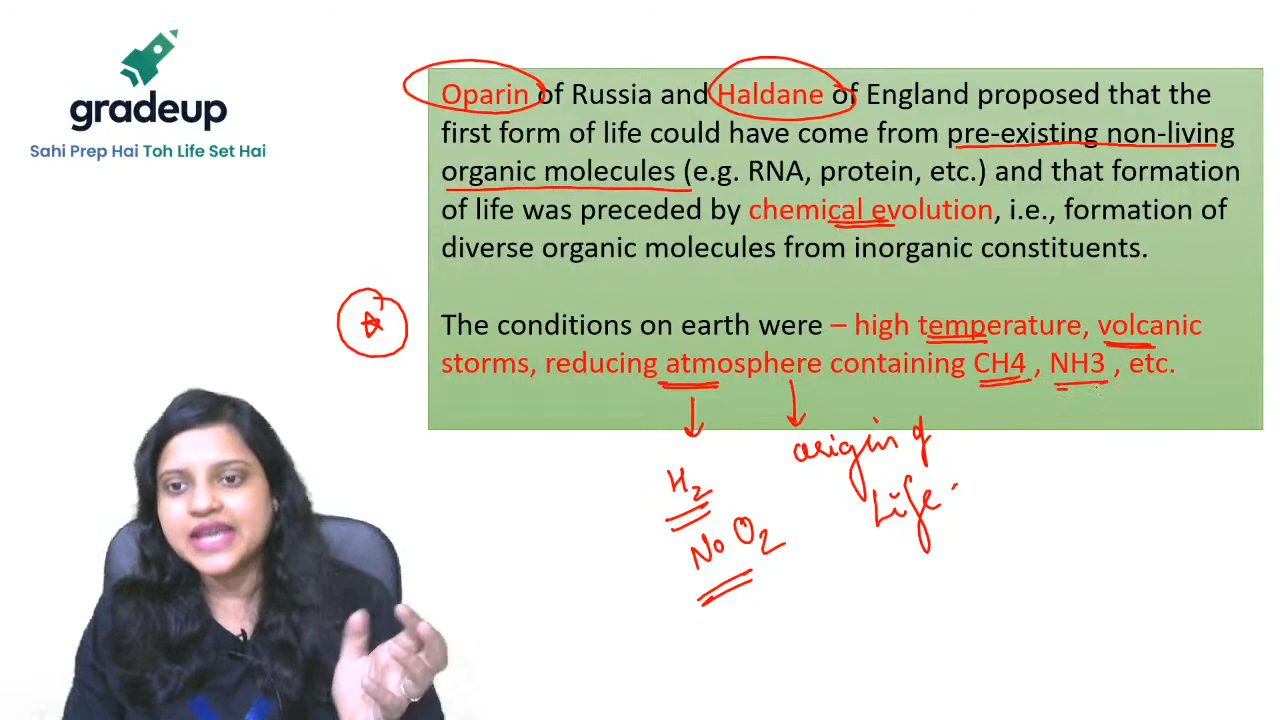 gradeup
Sahi Prep Hai Toh Life Set Hai
Oparin of Russia and Haldane of England proposed that the
first form of life could have come from pre-existing non-living
organic molecules (e.g. RNA, protein, etc.) and that formation
of life was preceded by chemical evolution, i.e., formation of
diverse organic molecules from inorganic constituents.
The conditions on earth were – high temperature, volcanic
storms, reducing atmosphere containing CH4 , NH3 , etc.
origin of
Life
H2
No O2